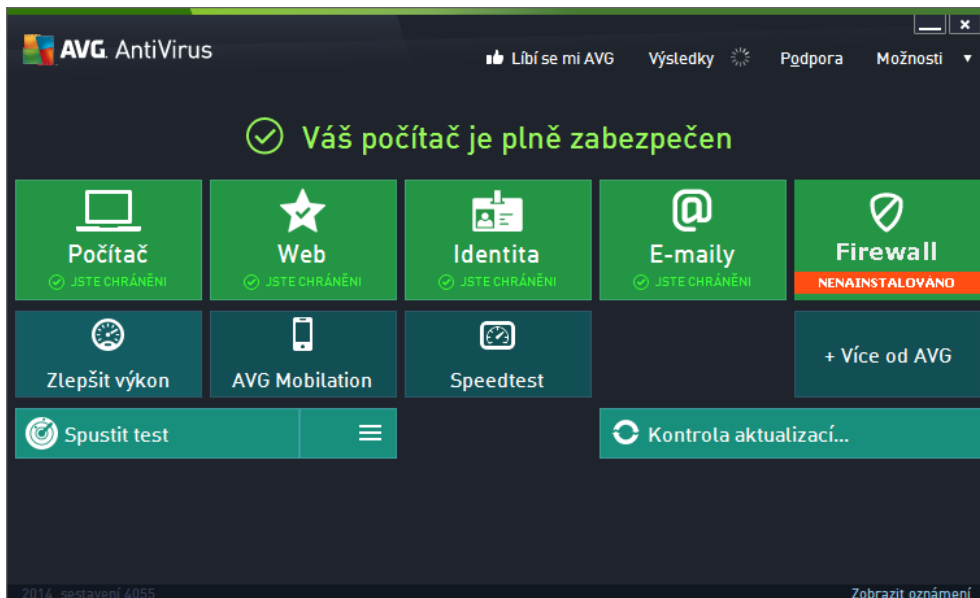 AVG AntiVirus
Líbí se mi AVG Výsledky Podpora Možnosti
Váš počítač je plně zabezpečen
Počítač
JSTE CHRÁNĚNI
Web
JSTE CHRÁNĚNI
Identita
JSTE CHRÁNĚNI
E-maily
JSTE CHRÁNĚNI
Firewall
NENAINSTALOVÁNO
Zlepšit výkon
AVG Mobilation
Speedtest
+ Více od AVG
Spustit test
Kontrola aktualizací...
2014 sestavení 4055
Zobrazit oznámení